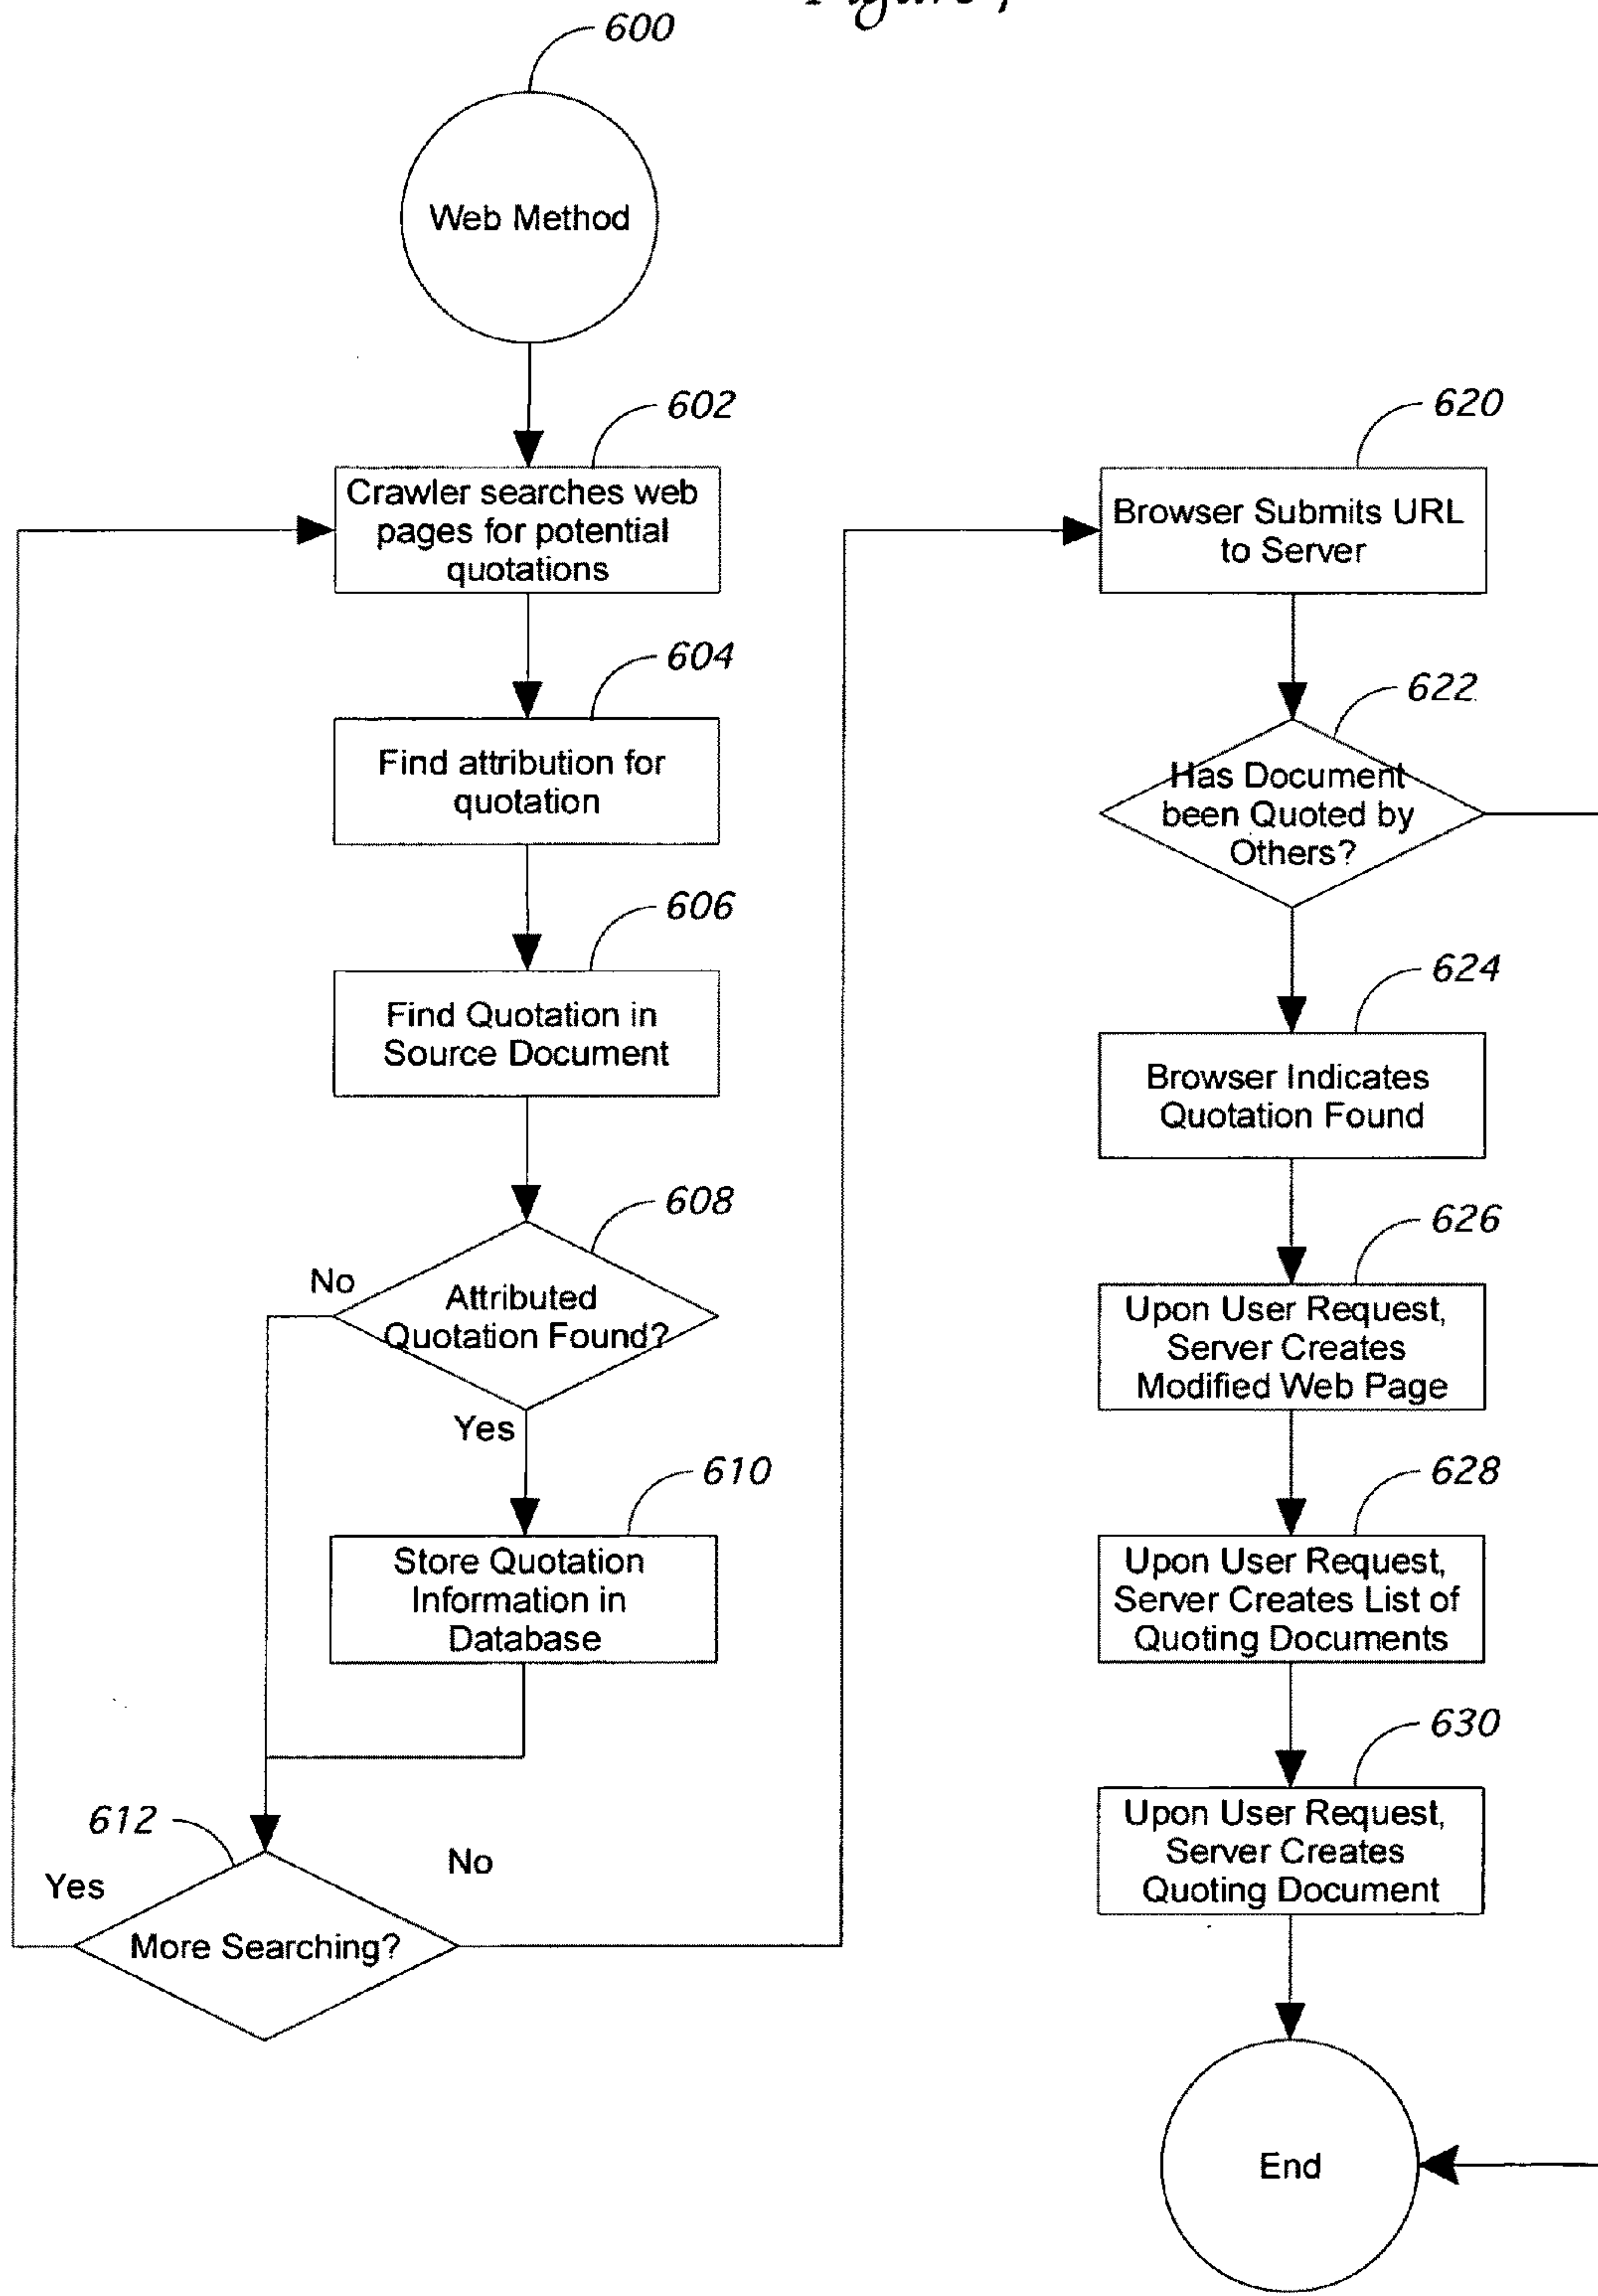 600
Web Method
602
Crawler searches web
pages for potential
quotations
604
Find attribution for
quotation
606
Find Quotation in
Source Document
608
No
Attributed
Quotation Found?
Yes
610
Store Quotation
Information in
Database
612
Yes
No
More Searching?
620
Browser Submits URL
to Server
622
Has Document
been Quoted by
Others?
624
Browser Indicates
Quotation Found
626
Upon User Request,
Server Creates
Modified Web Page
628
Upon User Request,
Server Creates List of
Quoting Documents
630
Upon User Request,
Server Creates
Quoting Document
End